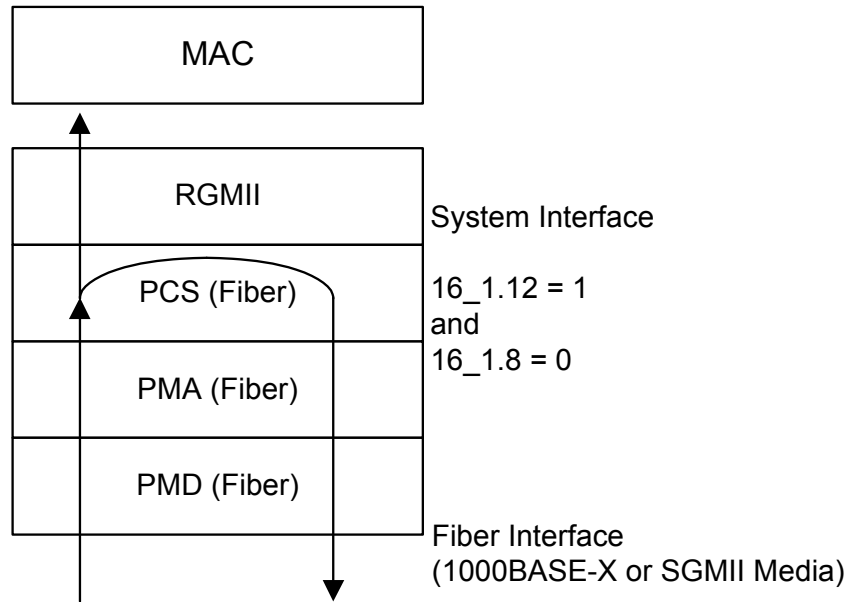 MAC
RGMII
System Interface
PCS (Fiber)
16_1.12 = 1
and
16_1.8 = 0
PMA (Fiber)
PMD (Fiber)
Fiber Interface
(1000BASE-X or SGMII Media)